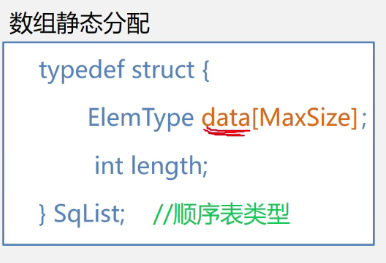 数组静态分配
typedef struct {
ElemType data[MaxSize];
int length;
} SqList; //顺序表类型